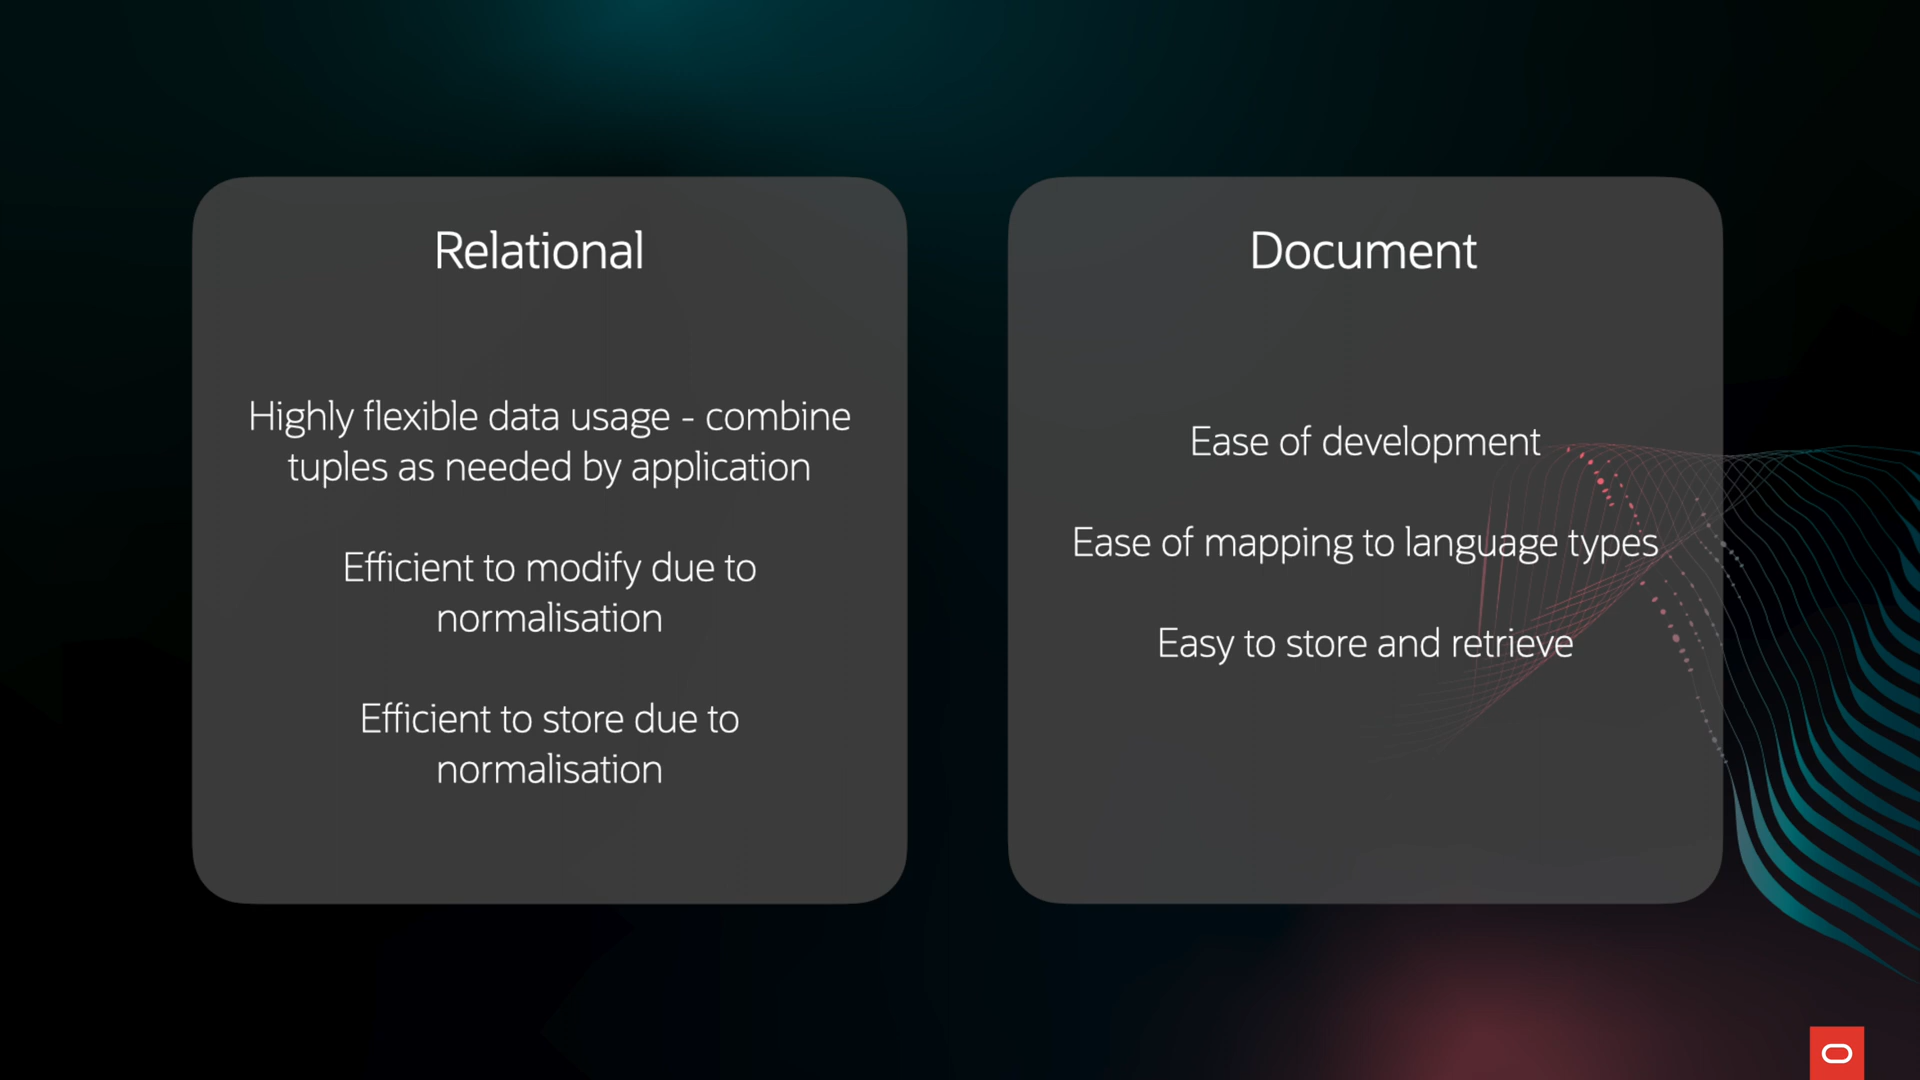 Relational
Highly flexible data usage - combine
tuples as needed by application
Efficient to modify due to
normalisation
Efficient to store due to
normalisation
Document
Ease of development
Ease of mapping to language types
Easy to store and retrieve